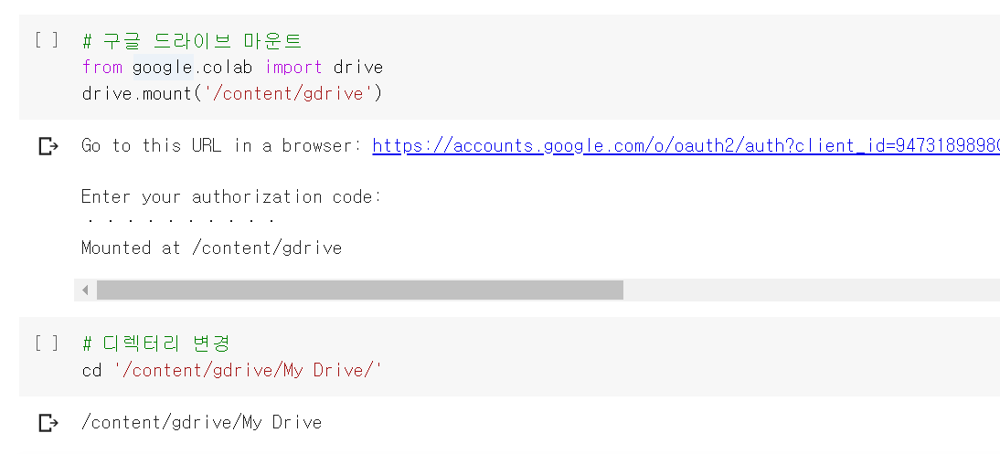 [ ] # 구글 드라이브 마운트
from google.colab import drive
drive.mount('/content/gdrive')
Go to this URL in a browser: https://accounts.google.com/o/oauth2/auth?client_id=9473189898
Enter your authorization code:
··········
Mounted at /content/gdrive
[ ] # 디렉터리 변경
cd '/content/gdrive/My Drive/'
/content/gdrive/My Drive